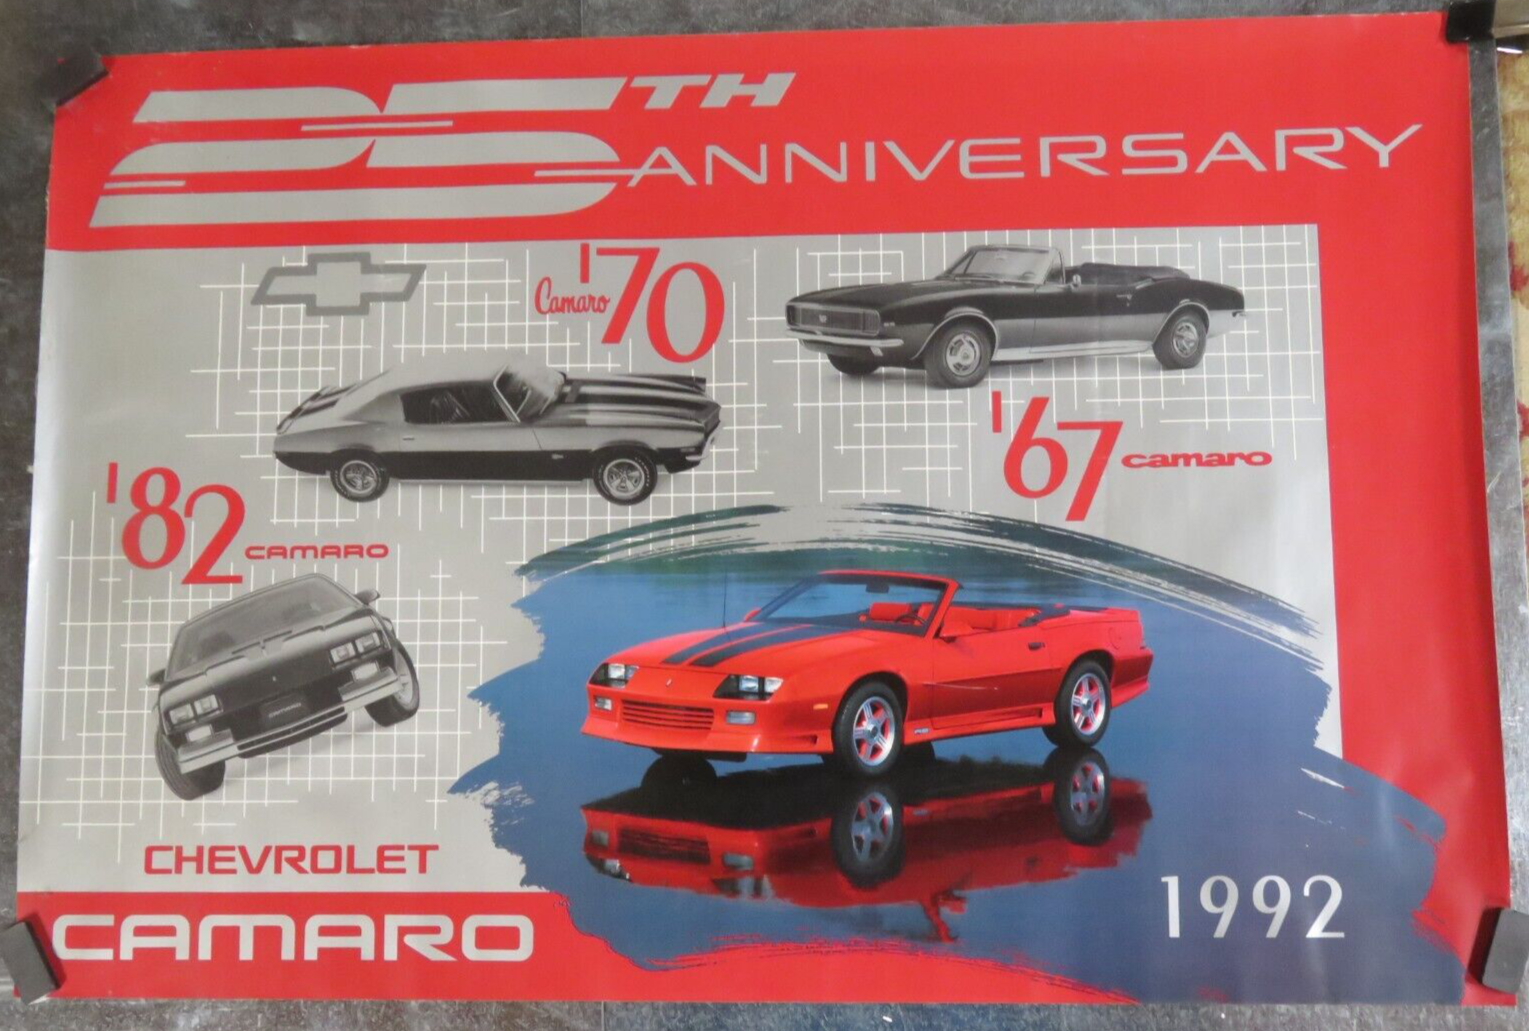 25TH
ANNIVERSARY
Camaro '70
'67 camaro
'82 CAMARO
CHEVROLET
CAMARO
1992